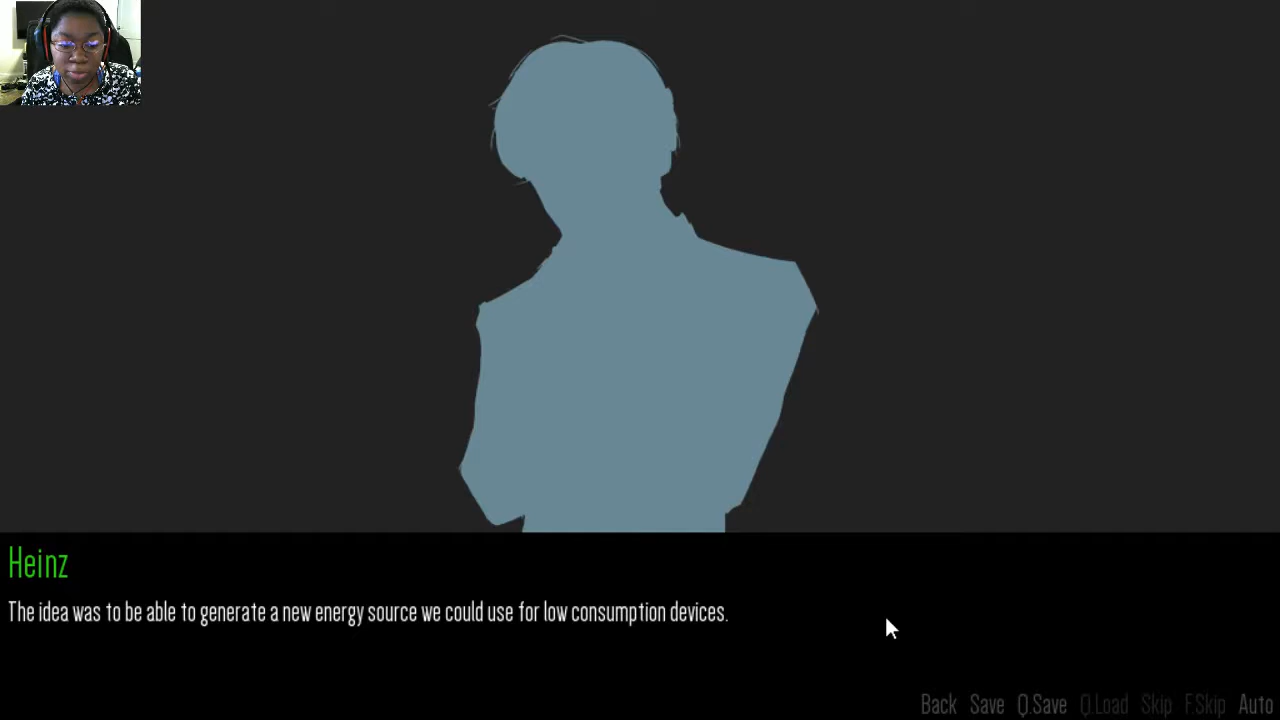 Heinz
The idea was to be able to generate a new energy source we could use for low consumption devices.
Back Save Q.Save Q.Load Skip F.Skip Auto